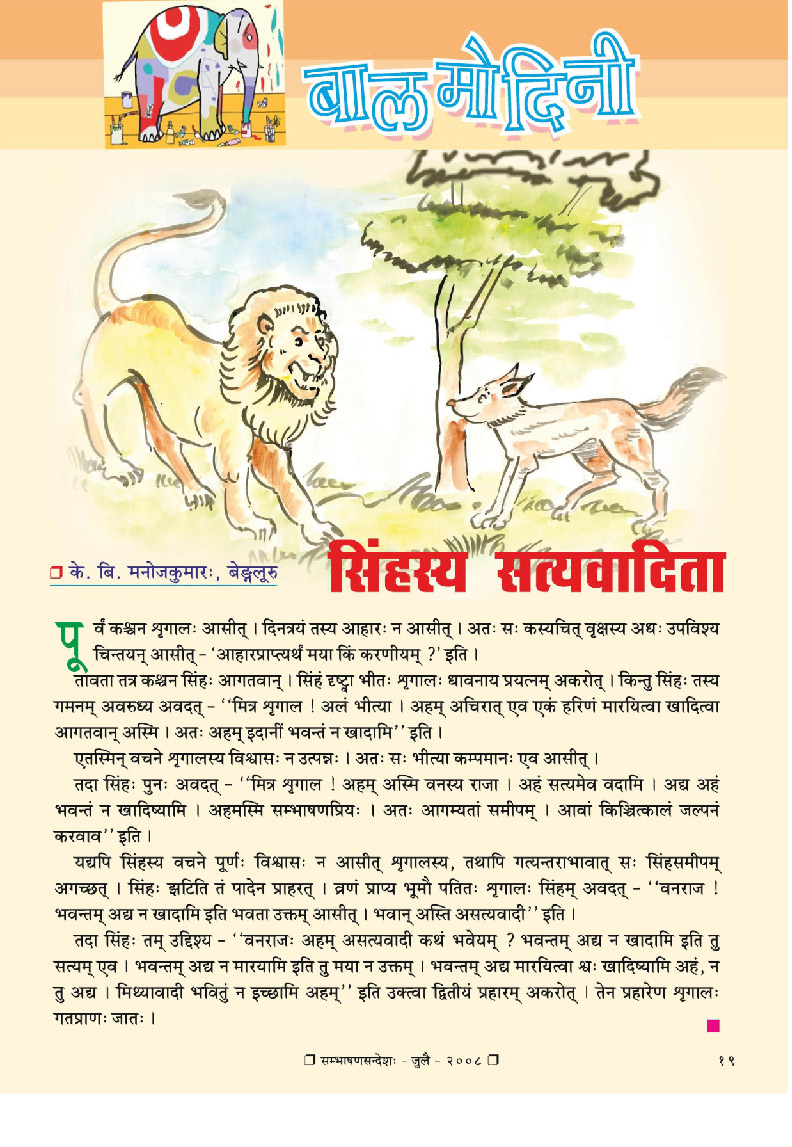 बालमोदिनी
❐ के. बि. मनोजकुमारः, बेङ्गलूरु
सिंहस्य सत्यवादिता
पूर्वं कश्चन शृगालः आसीत् । दिनत्रयं तस्य आहारः न आसीत् । अतः सः कस्यचित् वृक्षस्य अधः उपविश्य
चिन्तयन् आसीत् - ‘आहारप्राप्त्यर्थं मया किं करणीयम् ?’ इति ।
तावता तत्र कश्चन सिंहः आगतवान् । सिंहं दृष्ट्वा भीतः शृगालः धावनाय प्रयत्नम् अकरोत् । किन्तु सिंहः तस्य
गमनम् अवरुध्य अवदत् - ‘‘मित्र शृगाल ! अलं भीत्या । अहम् अचिरात् एव एकं हरिणं मारयित्वा खादित्वा
आगतवान् अस्मि । अतः अहम् इदानीं भवन्तं न खादामि’’ इति ।
एतस्मिन् वचने शृगालस्य विश्वासः न उत्पन्नः । अतः सः भीत्या कम्पमानः एव आसीत् ।
तदा सिंहः पुनः अवदत् - ‘‘मित्र शृगाल ! अहम् अस्मि वनस्य राजा । अहं सत्यमेव वदामि । अद्य अहं
भवन्तं न खादिष्यामि । अहमस्मि सम्भाषणप्रियः । अतः आगम्यतां समीपम् । आवां किञ्चित्कालं जल्पनं
करवाव’’ इति ।
यद्यपि सिंहस्य वचने पूर्णः विश्वासः न आसीत् शृगालस्य, तथापि गत्यन्तराभावात् सः सिंहसमीपम्
अगच्छत् । सिंहः झटिति तं पादेन प्राहरत् । व्रणं प्राप्य भूमौ पतितः शृगालः सिंहम् अवदत् - ‘‘वनराज !
भवन्तम् अद्य न खादामि इति भवता उक्तम् आसीत् । भवान् अस्ति असत्यवादी’’ इति ।
तदा सिंहः तम् उद्दिश्य - ‘‘वनराजः अहम् असत्यवादी कथं भवेयम् ? भवन्तम् अद्य न खादामि इति तु
सत्यम् एव । भवन्तम् अद्य न मारयामि इति तु मया न उक्तम् । भवन्तम् अद्य मारयित्वा श्वः खादिष्यामि अहं, न
तु अद्य । मिथ्यावादी भवितुं न इच्छामि अहम्’’ इति उक्त्वा द्वितीयं प्रहारम् अकरोत् । तेन प्रहारेण शृगालः
गतप्राणः जातः ।
❐ सम्भाषणसन्देशः - जुलै - २००८ ❐
१९